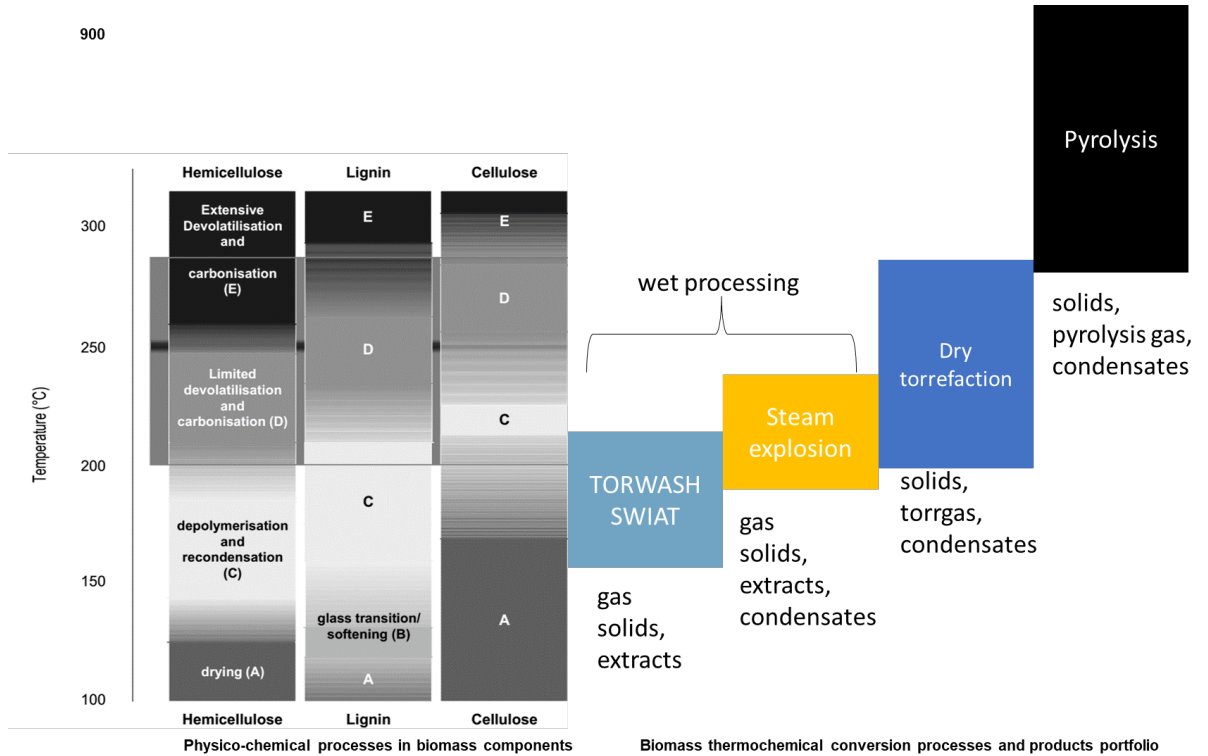 900
Hemicellulose
Lignin
Cellulose
Temperature (°C)
300
250
200
150
100
Extensive
Devolatilisation
and
carbonisation
(E)
Limited
devolatilisation
and
carbonisation (D)
depolymerisation
and
recondensation
(C)
drying (A)
E
D
C
glass transition/
softening (B)
A
E
D
C
A
Hemicellulose
Lignin
Cellulose
Physico-chemical processes in biomass components
wet processing
TORWASH
SWIAT
gas
solids,
extracts
Steam
explosion
gas
solids,
extracts,
condensates
Dry
torrefaction
solids,
torrgas,
condensates
Pyrolysis
solids,
pyrolysis gas,
condensates
Biomass thermochemical conversion processes and products portfolio